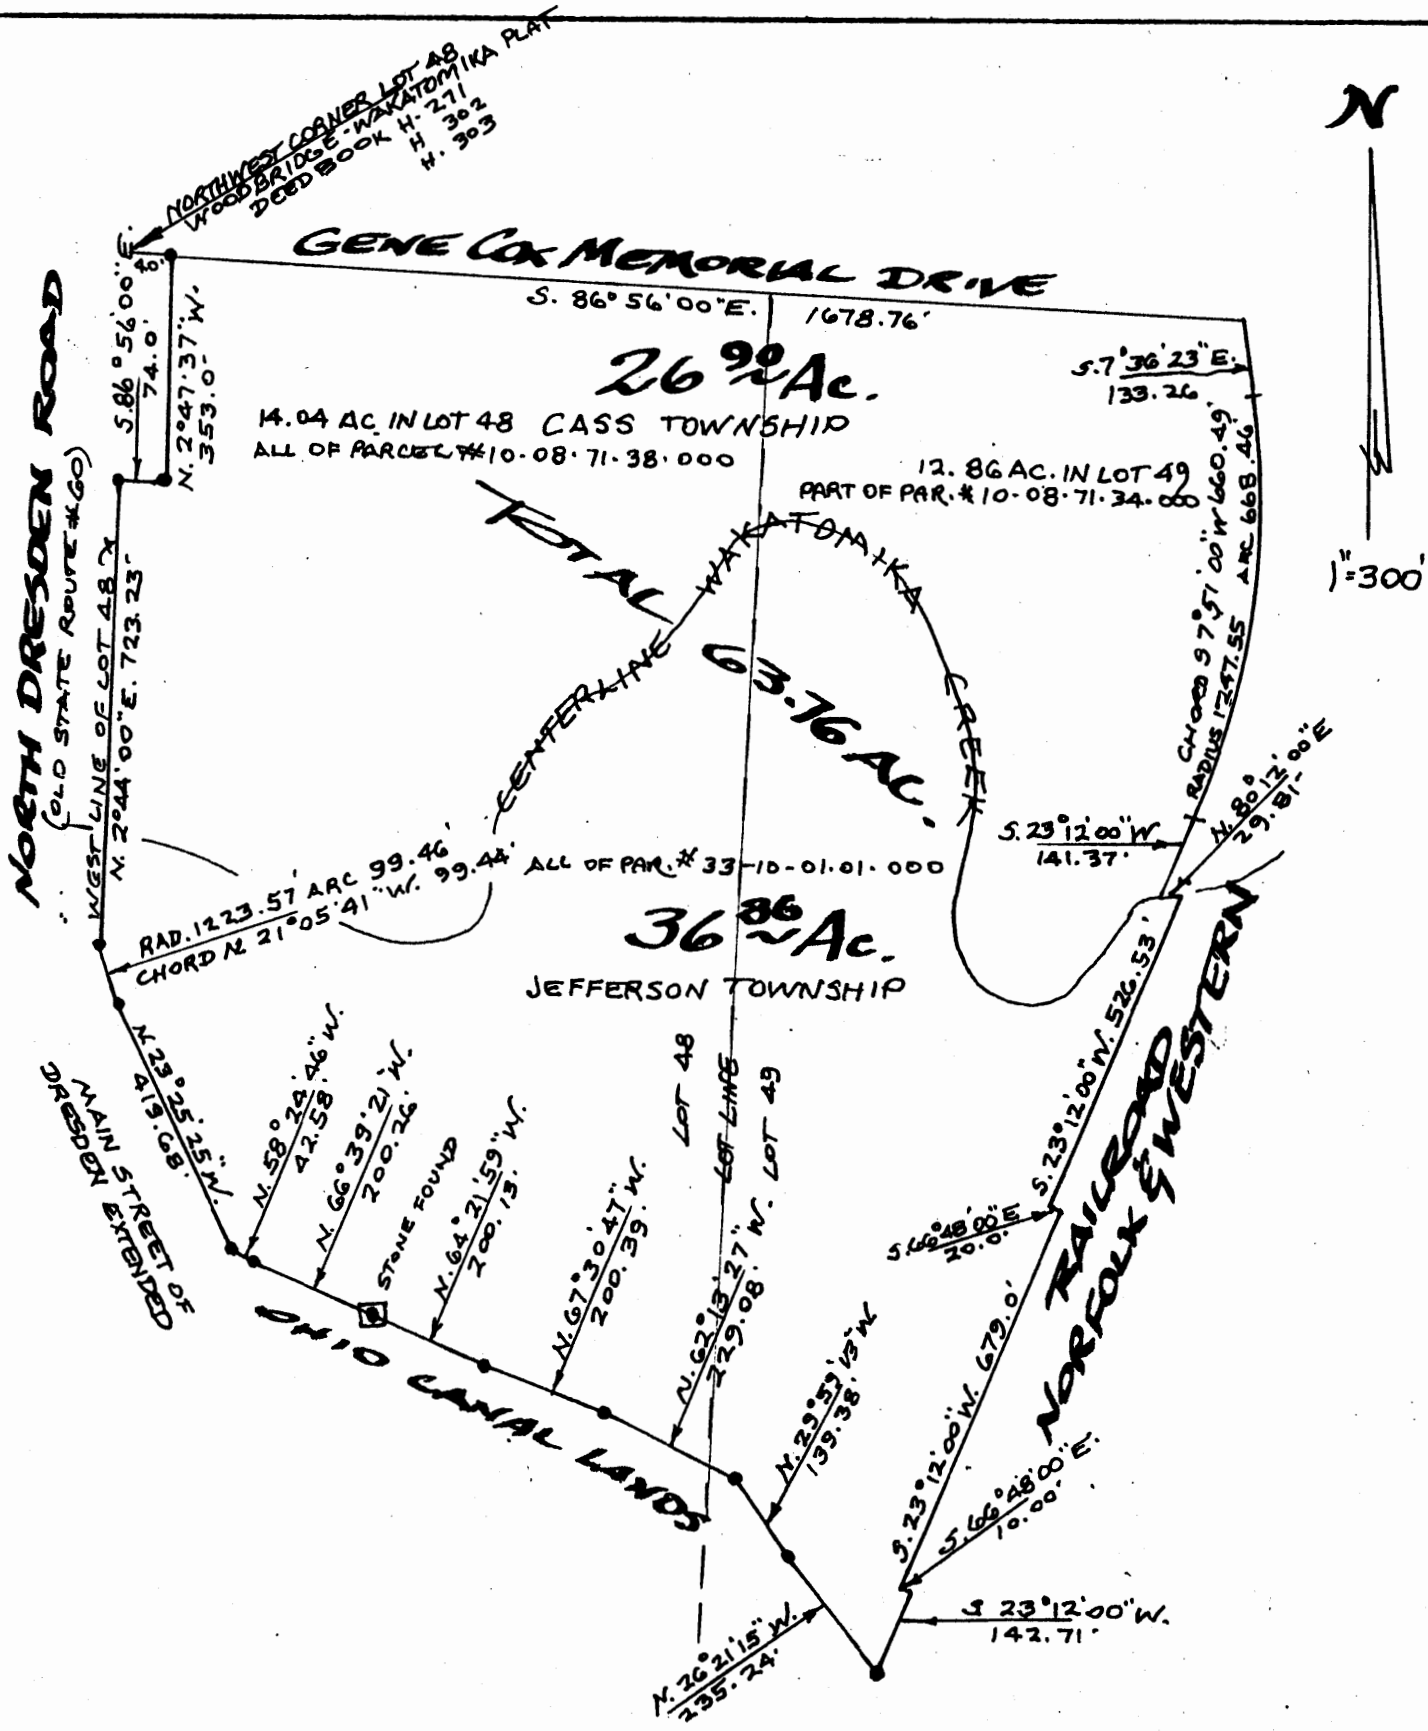 N
1"=300'
NORTHWEST CORNER LOT 48
WOODBRIDGE-WAKATOMIKA PLAT
DEED BOOK H-271
H 302
H. 303
GENE COX MEMORIAL DRIVE
80.
S. 86°56'00"E. 1678.76'
S.86°56'00"E.
74.0'
N. 2°47'37"W.
353.0'
26 90 Ac.
14.04 AC. IN LOT 48 CASS TOWNSHIP
ALL OF PARCEL #10-08-71-38-000
12.86 AC. IN LOT 49
PART OF PAR.#10-08-71-34-000
S.7°36'23"E.
133.26
CHORD S 7°51'00"W 660.49'
RADIUS 1247.55 ARC 668.46'
NORTH DRESDEN ROAD
(OLD STATE ROUTE #60)
WEST LINE OF LOT 48
N. 2°44'00"E. 723.23'
TOTAL
63.76 AC.
CENTERLINE WAKATOMIKA CREEK
N. 80°12'00"E
29.81'
S.23°12'00"W.
141.37'
RAD. 1223.57' ARC 99.46'
CHORD N 21°05'41"W. 99.44'
ALL OF PAR.#33-10-01-01-000
36 86 Ac.
JEFFERSON TOWNSHIP
S.23°12'00"W. 526.53'
RAILROAD
NORFOLK & WESTERN
S.66°48'00"E
20.0'
S.23°12'00"W. 679.0'
S.66°48'00"E.
10.00'
S 23°12'00"W.
142.71'
N.23°25'25"W.
419.68'
MAIN STREET OF
DRESDEN EXTENDED
N.58°24'46"W.
42.58'
N. 66°39'21"W.
200.26'
STONE FOUND
N.64°21'59"W.
200.13'
N.67°30'47"W.
200.39'
LOT 48
LOT LINE
LOT 49
N.62°13'27"W.
229.08'
N.29°59'13"W.
139.38'
OHIO CANAL LANDS
N.26°21'15"W.
235.24'